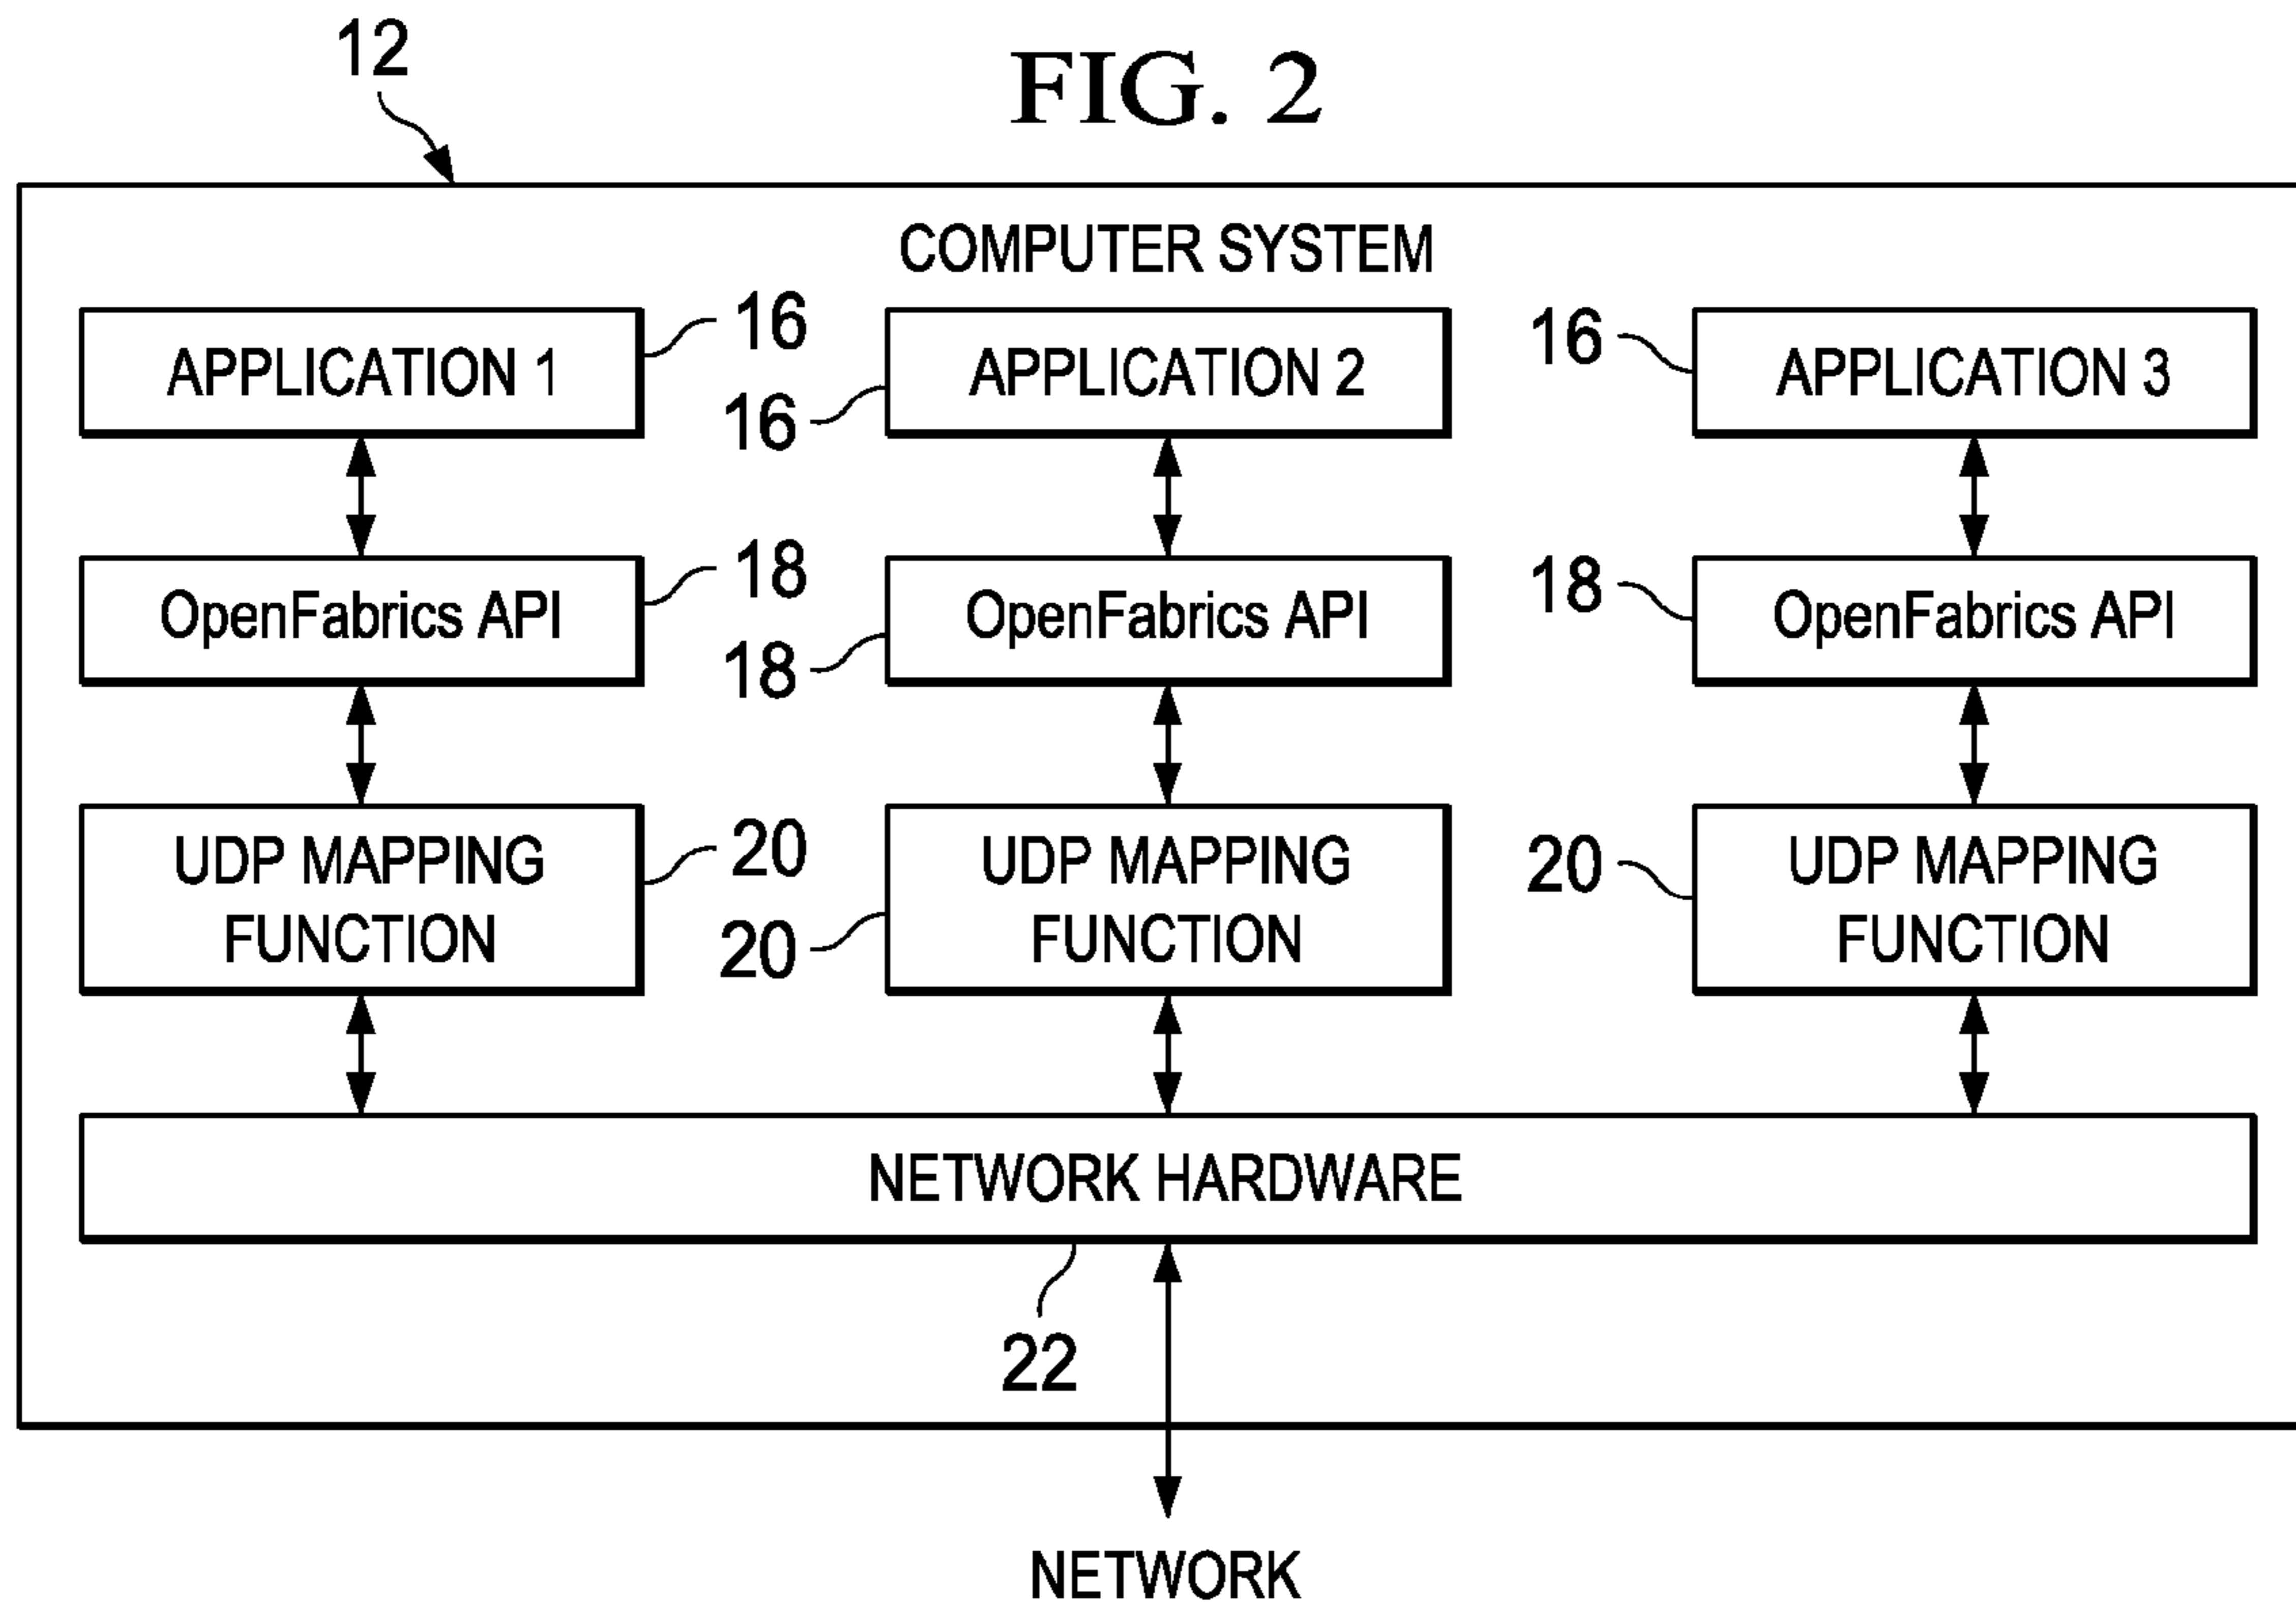 12
FIG. 2
COMPUTER SYSTEM
APPLICATION 1
16
16
APPLICATION 2
16
APPLICATION 3
OpenFabrics API
18
18
OpenFabrics API
18
OpenFabrics API
UDP MAPPING
FUNCTION
20
20
UDP MAPPING
FUNCTION
20
UDP MAPPING
FUNCTION
NETWORK HARDWARE
22
NETWORK